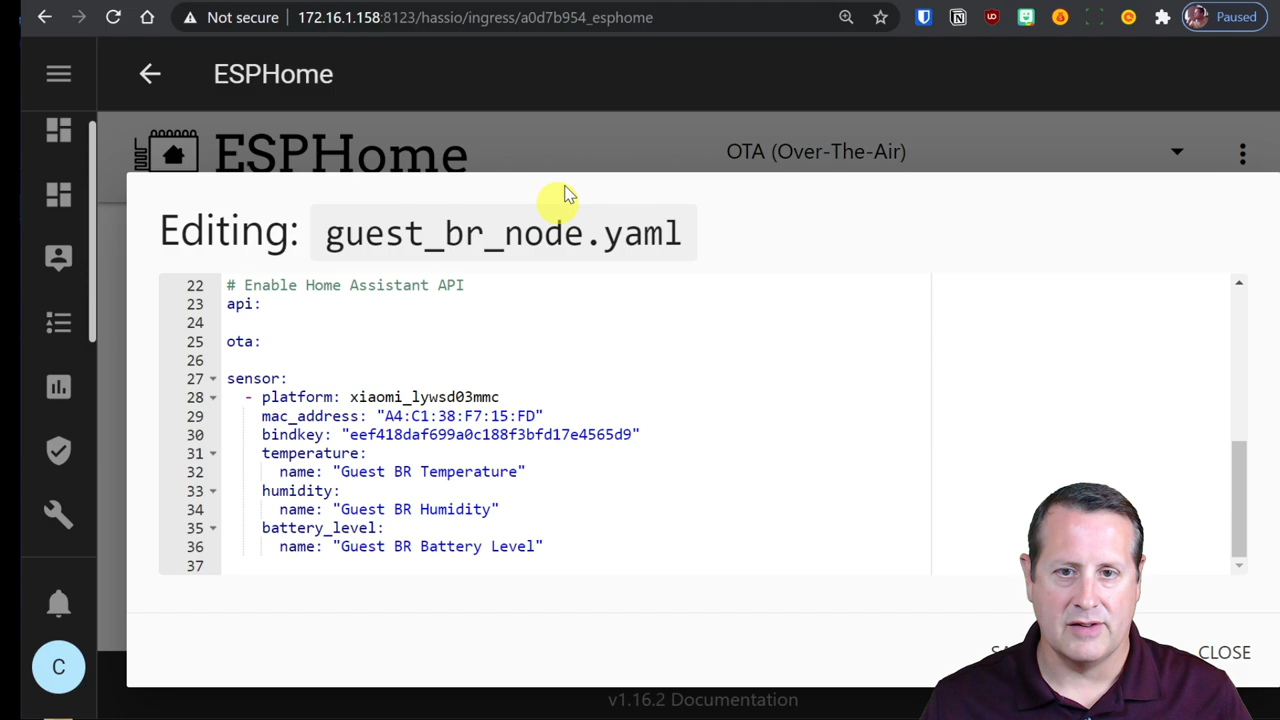 Not secure 172.16.1.158:8123/hassio/ingress/a0d7b954_esphome Paused
ESPHome
ESPHome OTA (Over-The-Air)
Editing: guest_br_node.yaml
22 # Enable Home Assistant API
23 api:
24
25 ota:
26
27 sensor:
28 - platform: xiaomi_lywsd03mmc
29 mac_address: "A4:C1:38:F7:15:FD"
30 bindkey: "eef418daf699a0c188f3bfd17e4565d9"
31 temperature:
32 name: "Guest BR Temperature"
33 humidity:
34 name: "Guest BR Humidity"
35 battery_level:
36 name: "Guest BR Battery Level"
37
CLOSE
C
v1.16.2 Documentation